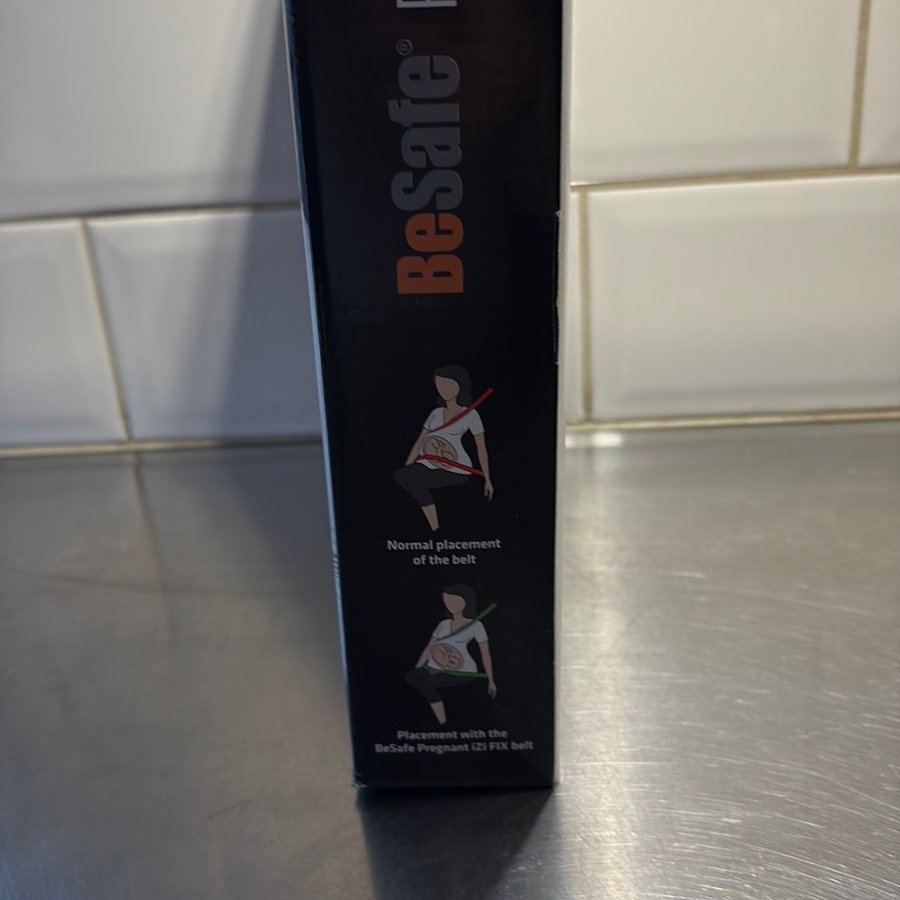 BeSafe®
Normal placement
of the belt
Placement with the
BeSafe Pregnant iZi FIX belt